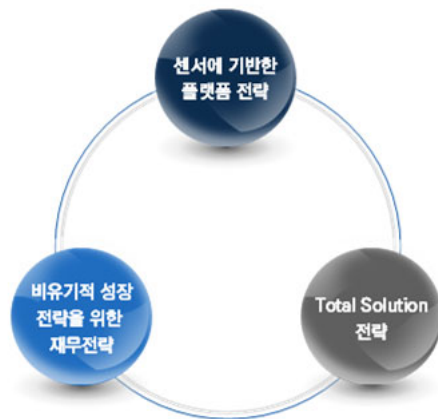 센서에 기반한
플랫폼 전략
비유기적 성장
전략을 위한
재무전략
Total Solution
전략